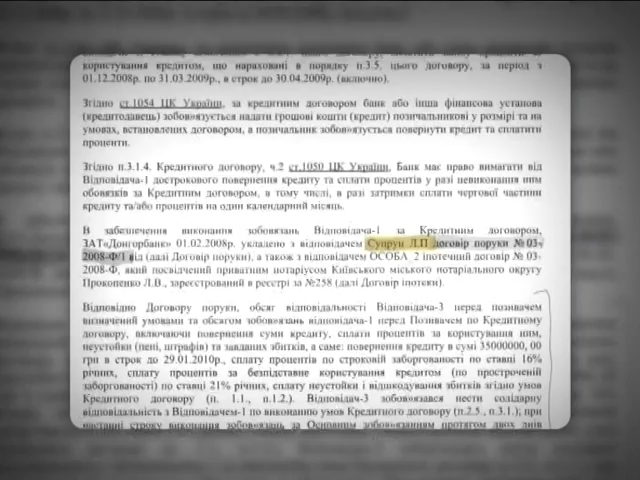 користування кредитом, що нараховані в порядку п.3.5. цього договору, за період з
01.12.2008р. по 31.03.2009р., в строк до 30.04.2009р. (включно).
Згідно ст.1054 ЦК України, за кредитним договором банк або інша фінансова установа
(кредитодавець) зобов»язується надати грошові кошти (кредит) позичальникові у розмірі та на
умовах, встановлених договором, а позичальник зобов»язується повернути кредит та сплатити
проценти.
Згідно п.3.1.4. Кредитного договору, ч.2 ст.1050 ЦК України, Банк має право вимагати від
Відповідача-1 дострокового повернення кредиту та сплати процентів у разі невиконання ним
обовязків за Кредитним договором, в тому числі, в разі затримки сплати чергової частини
кредиту та/або процентів на один календарний місяць.
В забезпечення виконання зобовязань Відповідача-1 за Кредитним договором,
ЗАТ«Донгорбанк» 01.02.2008р. укладено з відповідачем Супрун Л.П договір поруки №03-
2008-Ф/1 від (далі Договір поруки), а також з відповідачем ОСОБА_2 іпотечний договір № 03-
2008-Ф, який посвідчений приватним нотаріусом Київського міського нотаріального округу
Прокопенко Л.В., зареєстрований в реєстрі за №258 (далі Договір іпотеки).
Відповідно Договору поруки, обсяг відповідальності Відповідача-3 перед позивачем
визначений умовами та обсягом зобов»язань відповідача-1 перед Позивачем по Кредитному
договору, включаючи повернення суми кредиту, сплати процентів за користування ним,
неустойки (пені, штрафів) та завданих збитків, а саме: повернення кредиту в сумі 35000000, 00
грн в строк до 29.01.2010р., сплату процентів по строковій заборгованості по ставці 16%
річних, сплату процентів за безпідставне користування кредитом (по простроченій
заборгованості) по ставці 21% річних, сплату неустойки і відшкодування збитків згідно умов
Кредитного договору (п. 1.1., п.1.2.). Відповідач-3 зобов»язався нести солідарну
відповідальність з Відповідачем-1 по виконанню умов Кредитного договору (п.2.5., п.3.1.); при
настанні строку виконання зобов»язань за Основним зобов»язанням протягом двох днів